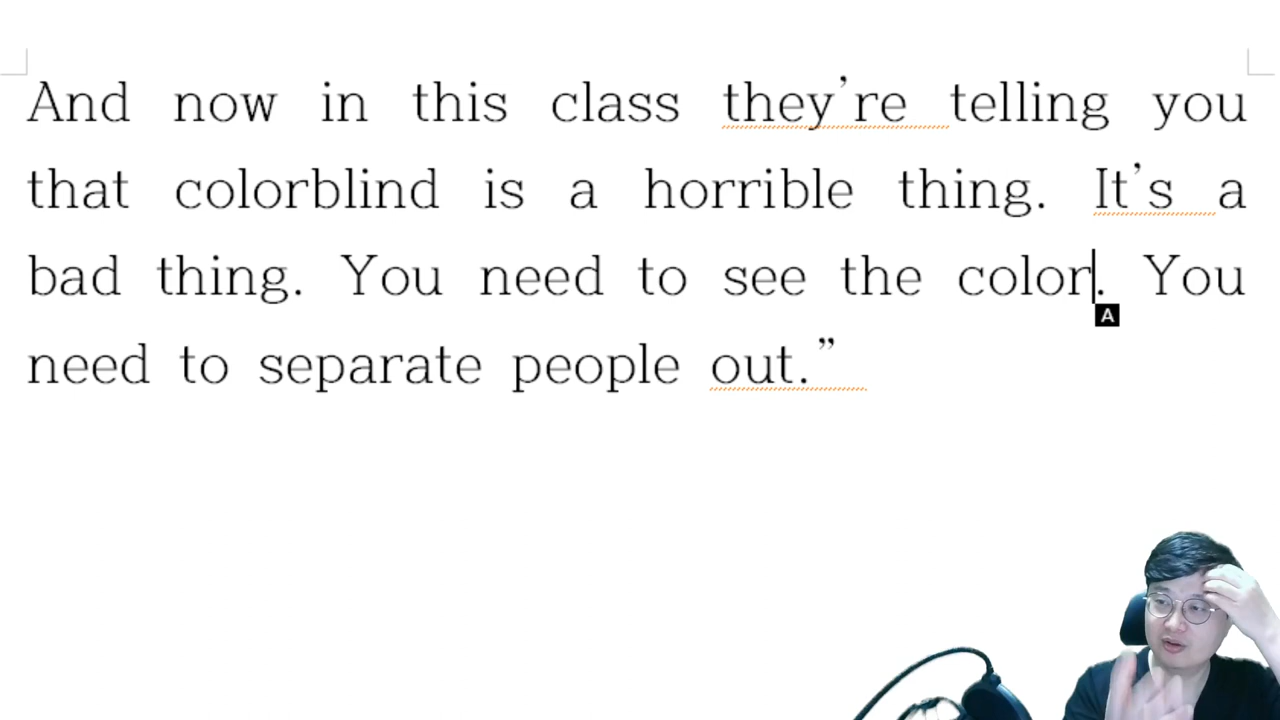 And now in this class they’re telling you
that colorblind is a horrible thing. It’s a
bad thing. You need to see the color. You
need to separate people out.”
A